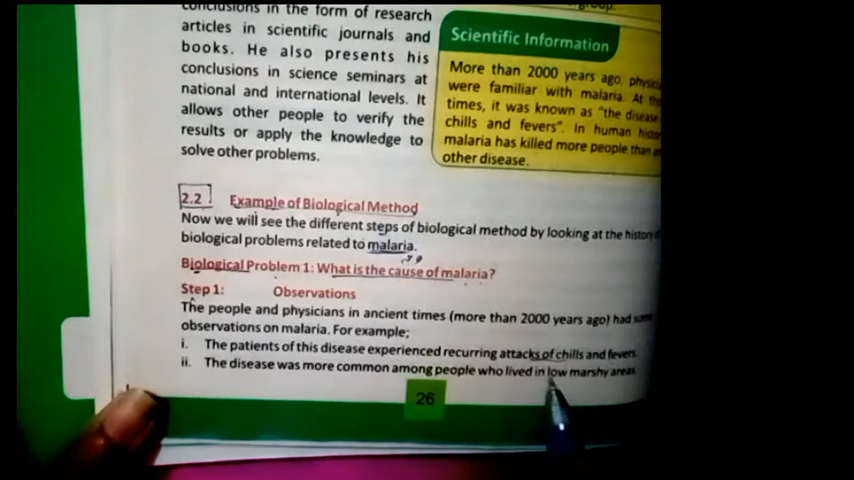 conclusions in the form of research
articles in scientific journals and
books. He also presents his
conclusions in science seminars at
national and international levels. It
allows other people to verify the
results or apply the knowledge to
solve other problems.
group.
Scientific Information
More than 2000 years ago,
were familiar with malaria. At
times, it was known as "the disease
chills and fevers". In human
malaria has killed more people than
other disease.
2.2 Example of Biological Method
Now we will see the different steps of biological method by looking at the history
biological problems related to malaria.
Biological Problem 1: What is the cause of malaria?
Step 1: Observations
The people and physicians in ancient times (more than 2000 years ago) had some
observations on malaria. For example;
i. The patients of this disease experienced recurring attacks of chills and fevers.
ii. The disease was more common among people who lived in low marshy areas.
26